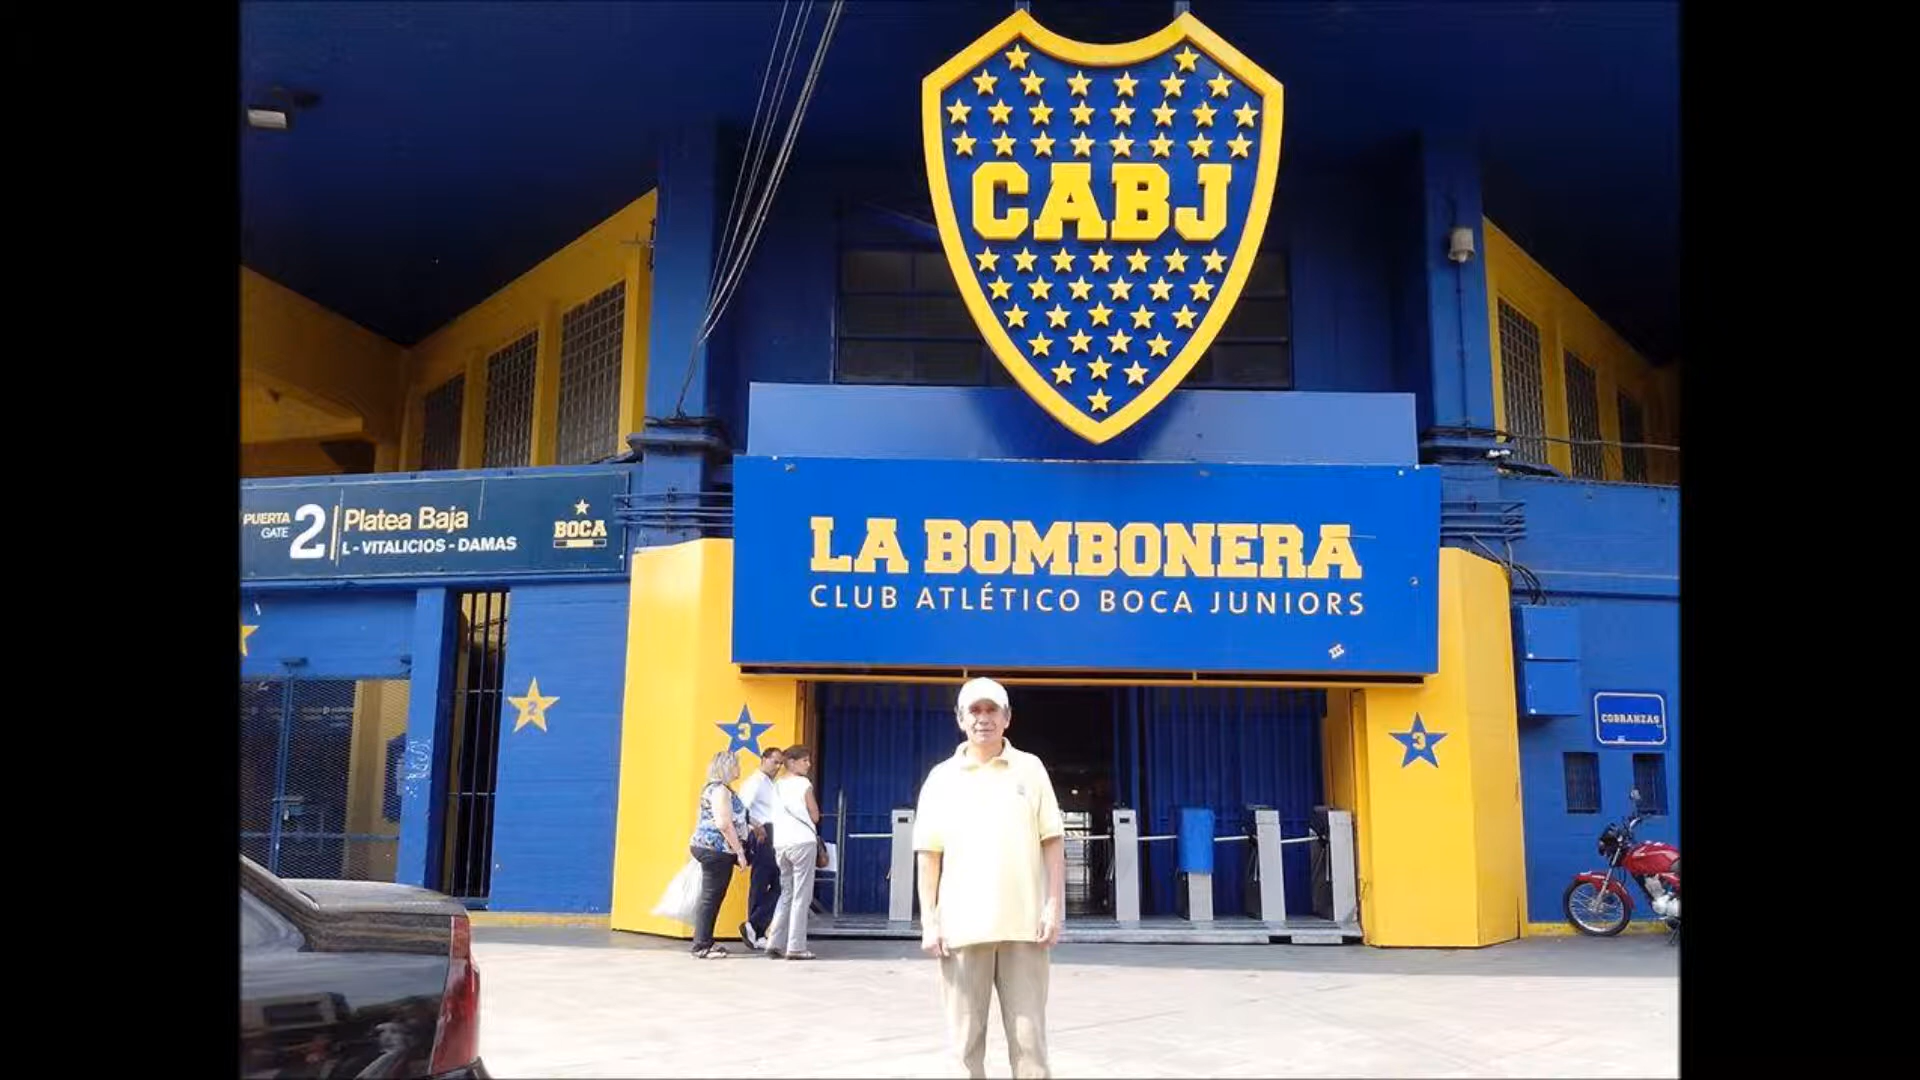 CABJ
LA BOMBONERA
CLUB ATLÉTICO BOCA JUNIORS
PUERTA
GATE
2
Platea Baja
L - VITALICIOS - DAMAS
BOCA
2
3
3
COBRANZAS